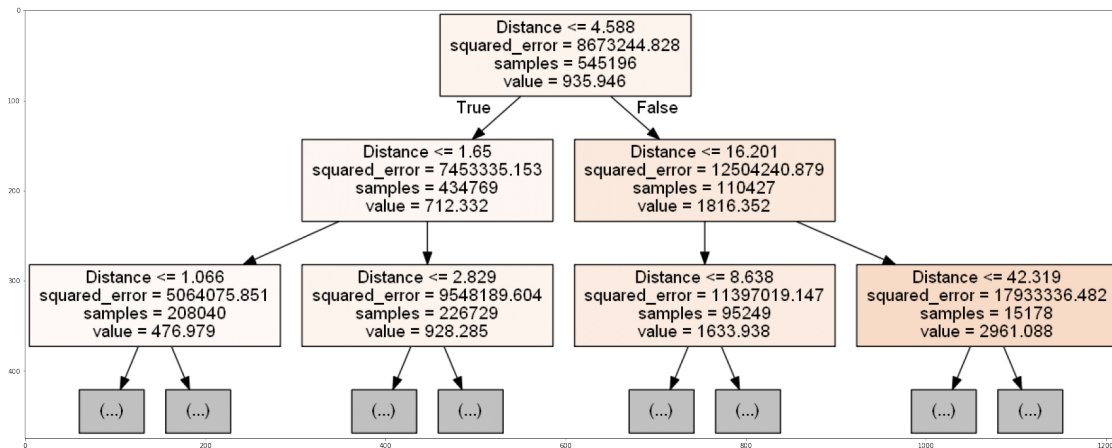 Distance <= 4.588
squared_error = 8673244.828
samples = 545196
value = 935.946
True
False
Distance <= 1.65
squared_error = 7453335.153
samples = 434769
value = 712.332
Distance <= 16.201
squared_error = 12504240.879
samples = 110427
value = 1816.352
Distance <= 1.066
squared_error = 5064075.851
samples = 208040
value = 476.979
Distance <= 2.829
squared_error = 9548189.604
samples = 226729
value = 928.285
Distance <= 8.638
squared_error = 11397019.147
samples = 95249
value = 1633.938
Distance <= 42.319
squared_error = 17933336.482
samples = 15178
value = 2961.088
(...)
(...)
(...)
(...)
(...)
(...)
(...)
(...)
0
100
200
300
400
0
200
400
600
800
1000
1200